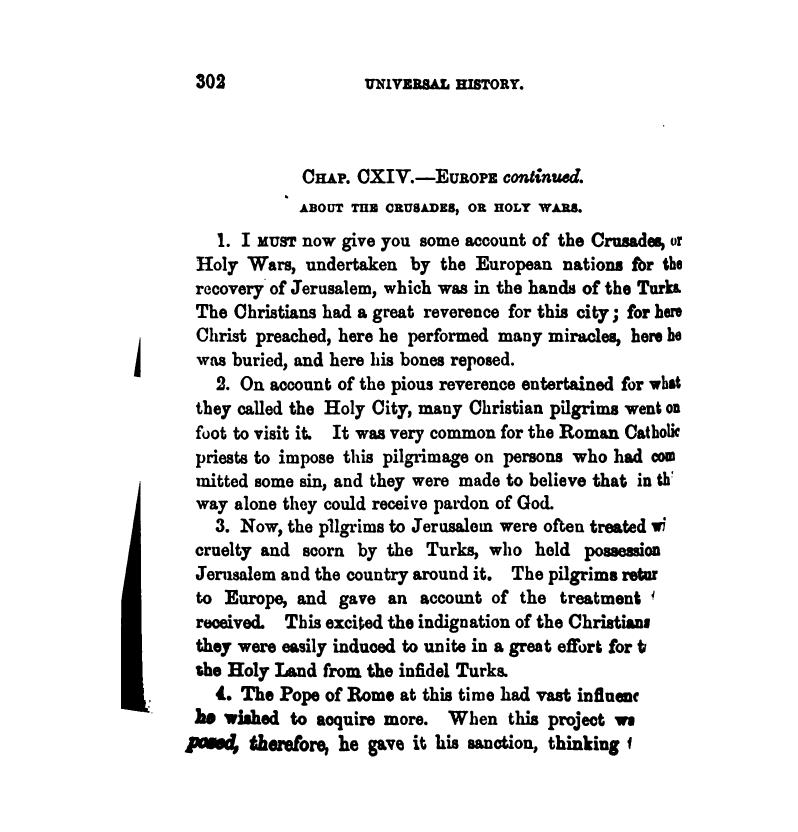 302 UNIVERSAL HISTORY.
CHAP. CXIV.—EUROPE continued.
ABOUT THE CRUSADES, OR HOLY WARS.
1. I MUST now give you some account of the Crusades, or
Holy Wars, undertaken by the European nations for the
recovery of Jerusalem, which was in the hands of the Turks.
The Christians had a great reverence for this city; for here
Christ preached, here he performed many miracles, here he
was buried, and here his bones reposed.
2. On account of the pious reverence entertained for what
they called the Holy City, many Christian pilgrims went on
foot to visit it. It was very common for the Roman Catholic
priests to impose this pilgrimage on persons who had com
mitted some sin, and they were made to believe that in th
way alone they could receive pardon of God.
3. Now, the pilgrims to Jerusalem were often treated wi
cruelty and scorn by the Turks, who held possession
Jerusalem and the country around it. The pilgrims retur
to Europe, and gave an account of the treatment
received. This excited the indignation of the Christians
they were easily induced to unite in a great effort for t
the Holy Land from the infidel Turks.
4. The Pope of Rome at this time had vast influenc
he wished to acquire more. When this project wa
posed, therefore, he gave it his sanction, thinking t